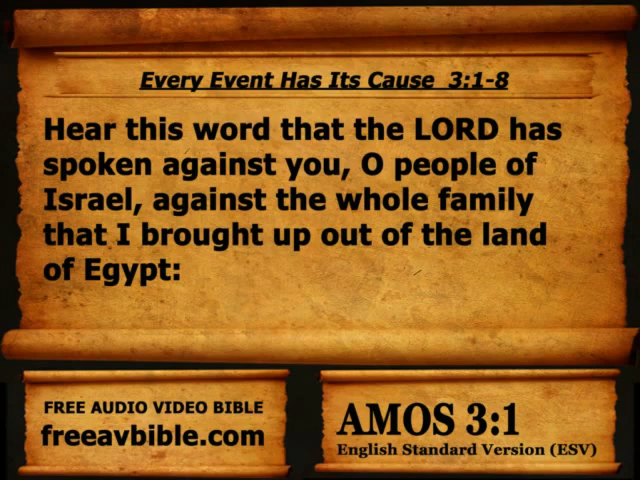 Every Event Has Its Cause  3:1-8
Hear this word that the LORD has
spoken against you, O people of
Israel, against the whole family
that I brought up out of the land
of Egypt:
FREE AUDIO VIDEO BIBLE
freeavbible.com
AMOS 3:1
English Standard Version (ESV)